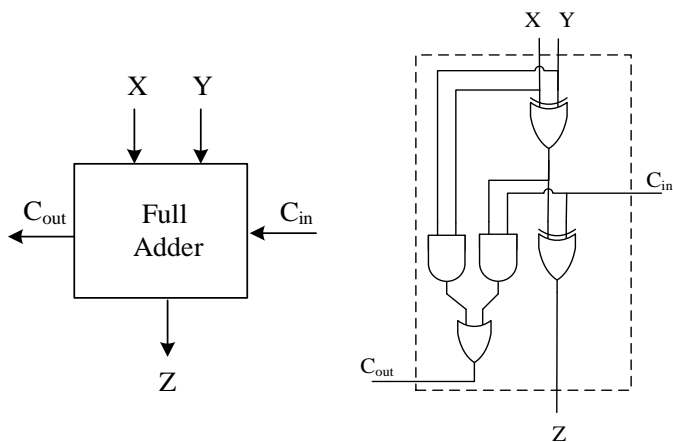 X Y
C_out
Full
Adder
C_in
Z
X Y
C_in
C_out
Z